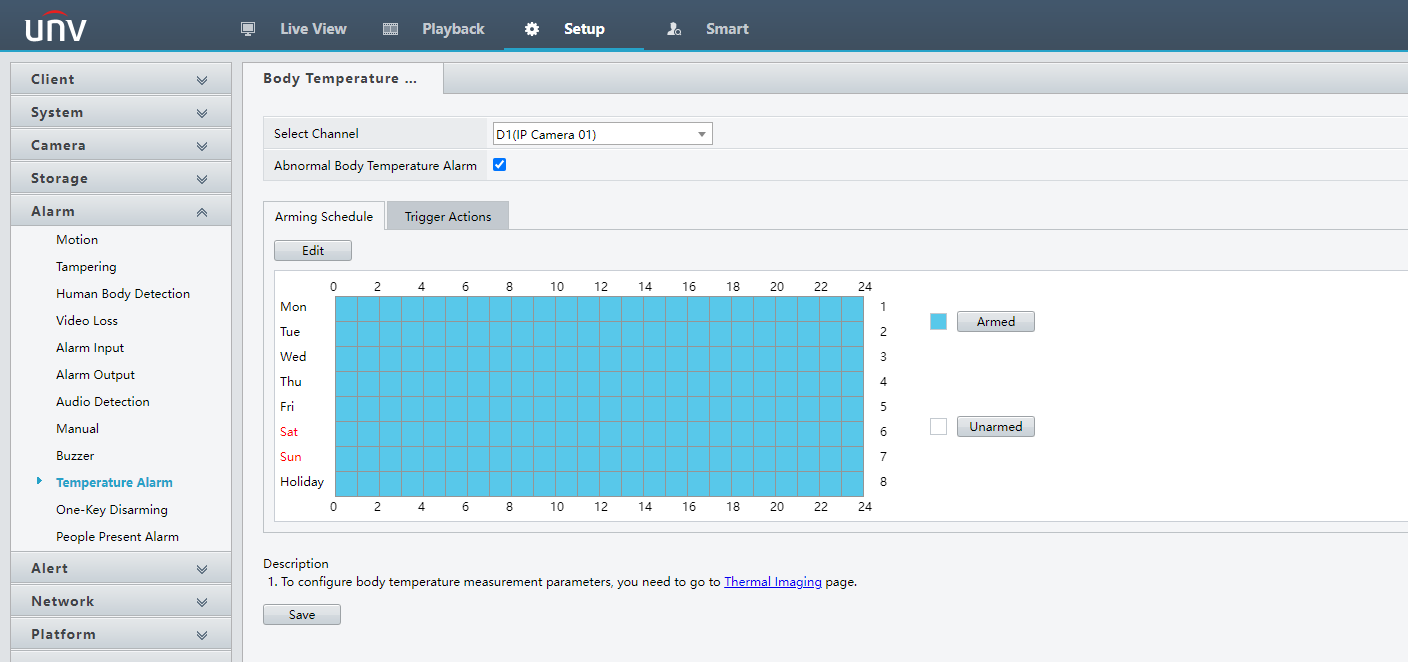 unv
Live View
Playback
Setup
Smart
Client
System
Camera
Storage
Alarm
Motion
Tampering
Human Body Detection
Video Loss
Alarm Input
Alarm Output
Audio Detection
Manual
Buzzer
Temperature Alarm
One-Key Disarming
People Present Alarm
Alert
Network
Platform
Body Temperature ...
Select Channel D1(IP Camera 01)
Abnormal Body Temperature Alarm
Arming Schedule Trigger Actions
Edit
0 2 4 6 8 10 12 14 16 18 20 22 24
Mon 1
Tue 2
Wed 3
Thu 4
Fri 5
Sat 6
Sun 7
Holiday 8
0 2 4 6 8 10 12 14 16 18 20 22 24
Armed
Unarmed
Description
1. To configure body temperature measurement parameters, you need to go to Thermal Imaging page.
Save